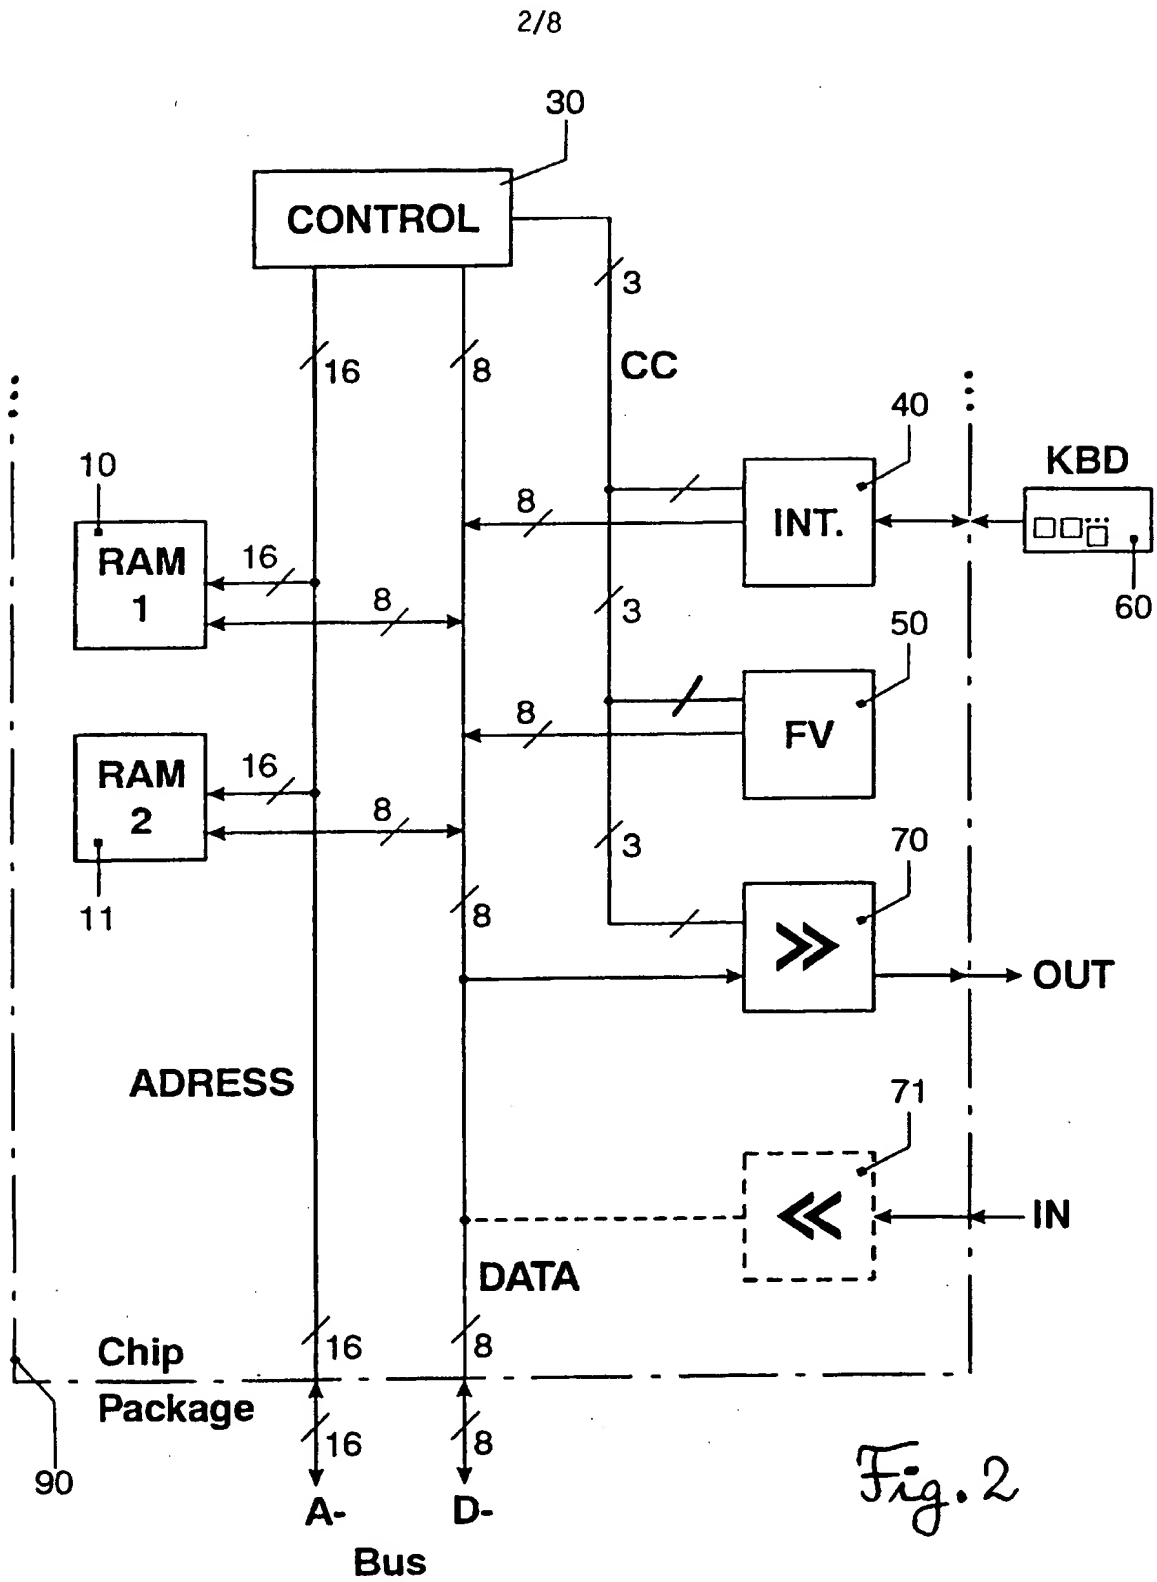 2/8
30
CONTROL
3
16
8
CC
40
10
KBD
8
INT.
RAM
1
16
8
3
60
50
8
FV
RAM
2
16
8
3
70
11
8
>>
OUT
ADRESS
71
<<
IN
DATA
16
8
Chip
Package
16
8
90
A-
D-
Bus
Fig. 2